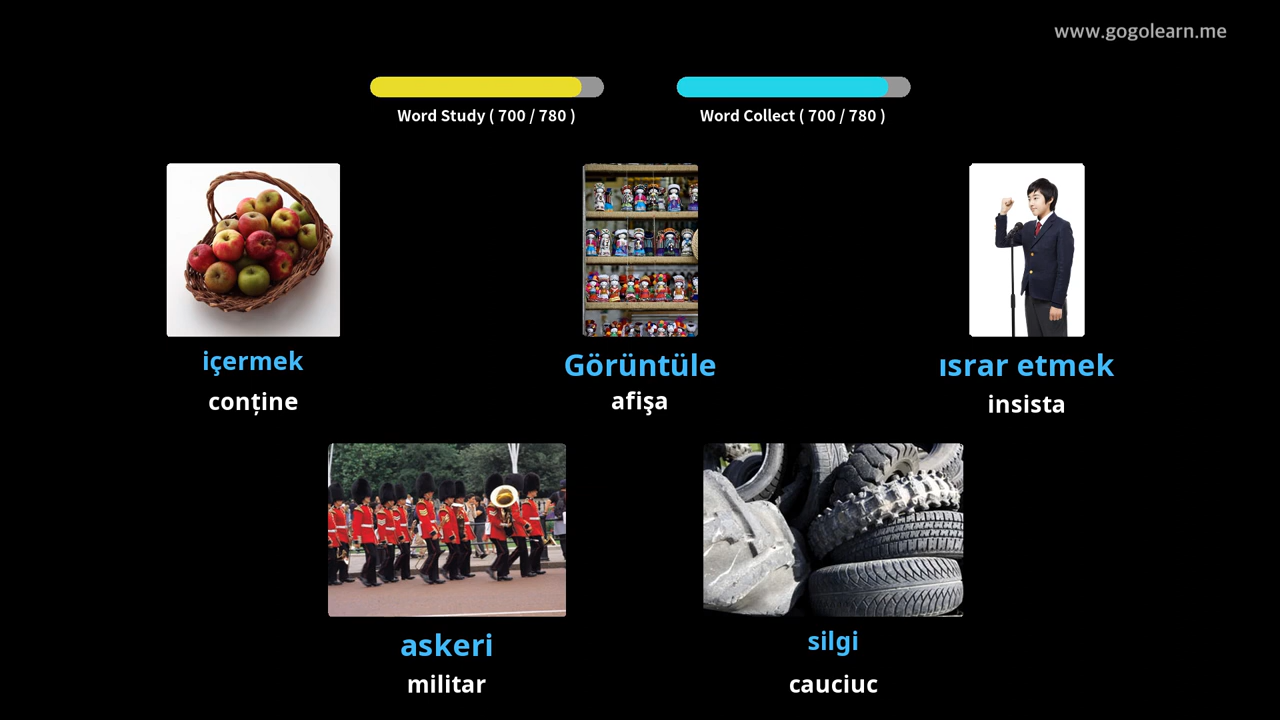 www.gogolearn.me
Word Study ( 700 / 780 )
Word Collect ( 700 / 780 )
içermek
conține
Görüntüle
afişa
ısrar etmek
insista
askeri
militar
silgi
cauciuc